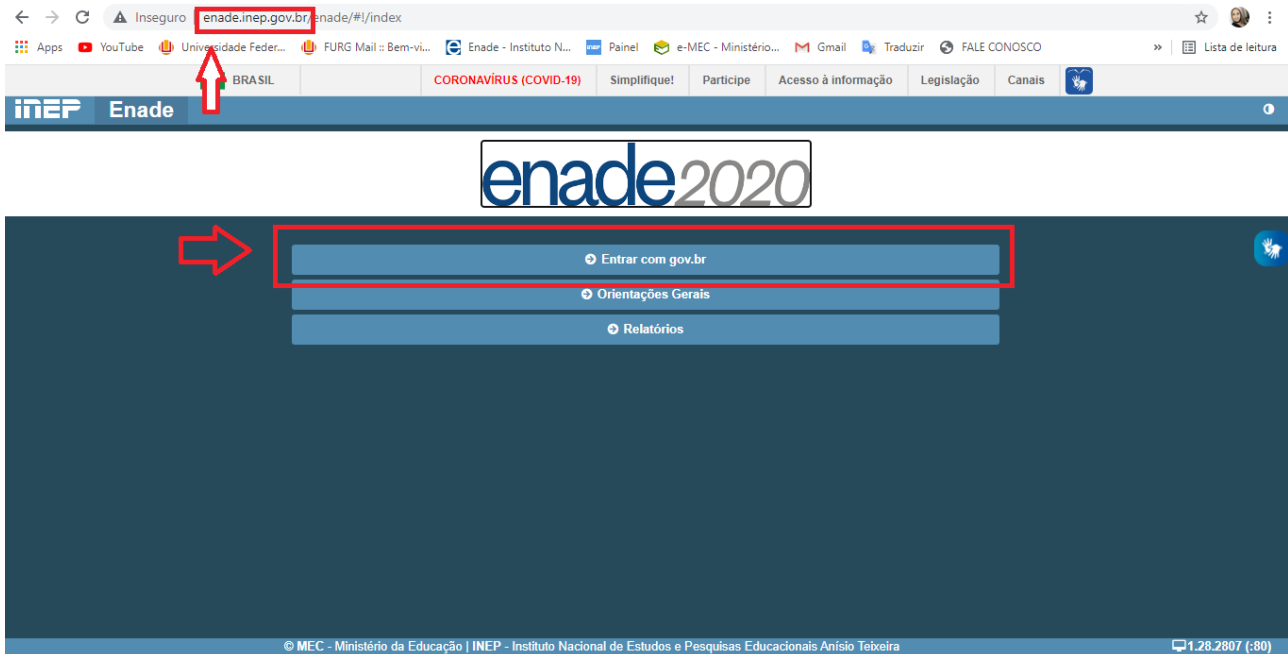 Inseguro | enade.inep.gov.br/enade/#!/index
Apps YouTube Universidade Feder... FURG Mail :: Bem-vi... Enade - Instituto N... Painel e-MEC - Ministério... Gmail Traduzir FALE CONOSCO » Lista de leitura
BRASIL CORONAVÍRUS (COVID-19) Simplifique! Participe Acesso à informação Legislação Canais
inep Enade
enade2020
Entrar com gov.br
Orientações Gerais
Relatórios
© MEC - Ministério da Educação | INEP - Instituto Nacional de Estudos e Pesquisas Educacionais Anísio Teixeira 1.28.2807 (:80)